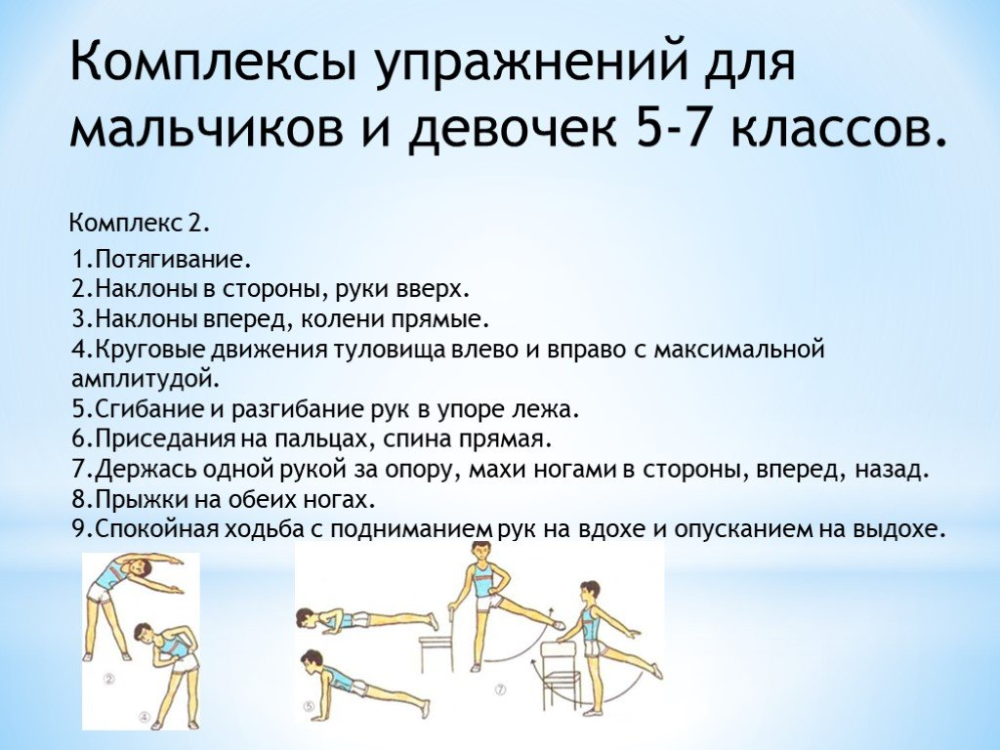 Комплексы упражнений для
мальчиков и девочек 5-7 классов.
Комплекс 2.
1.Потягивание.
2.Наклоны в стороны, руки вверх.
3.Наклоны вперед, колени прямые.
4.Круговые движения туловища влево и вправо с максимальной
амплитудой.
5.Сгибание и разгибание рук в упоре лежа.
6.Приседания на пальцах, спина прямая.
7.Держась одной рукой за опору, махи ногами в стороны, вперед, назад.
8.Прыжки на обеих ногах.
9.Спокойная ходьба с подниманием рук на вдохе и опусканием на выдохе.
2
4
5
7